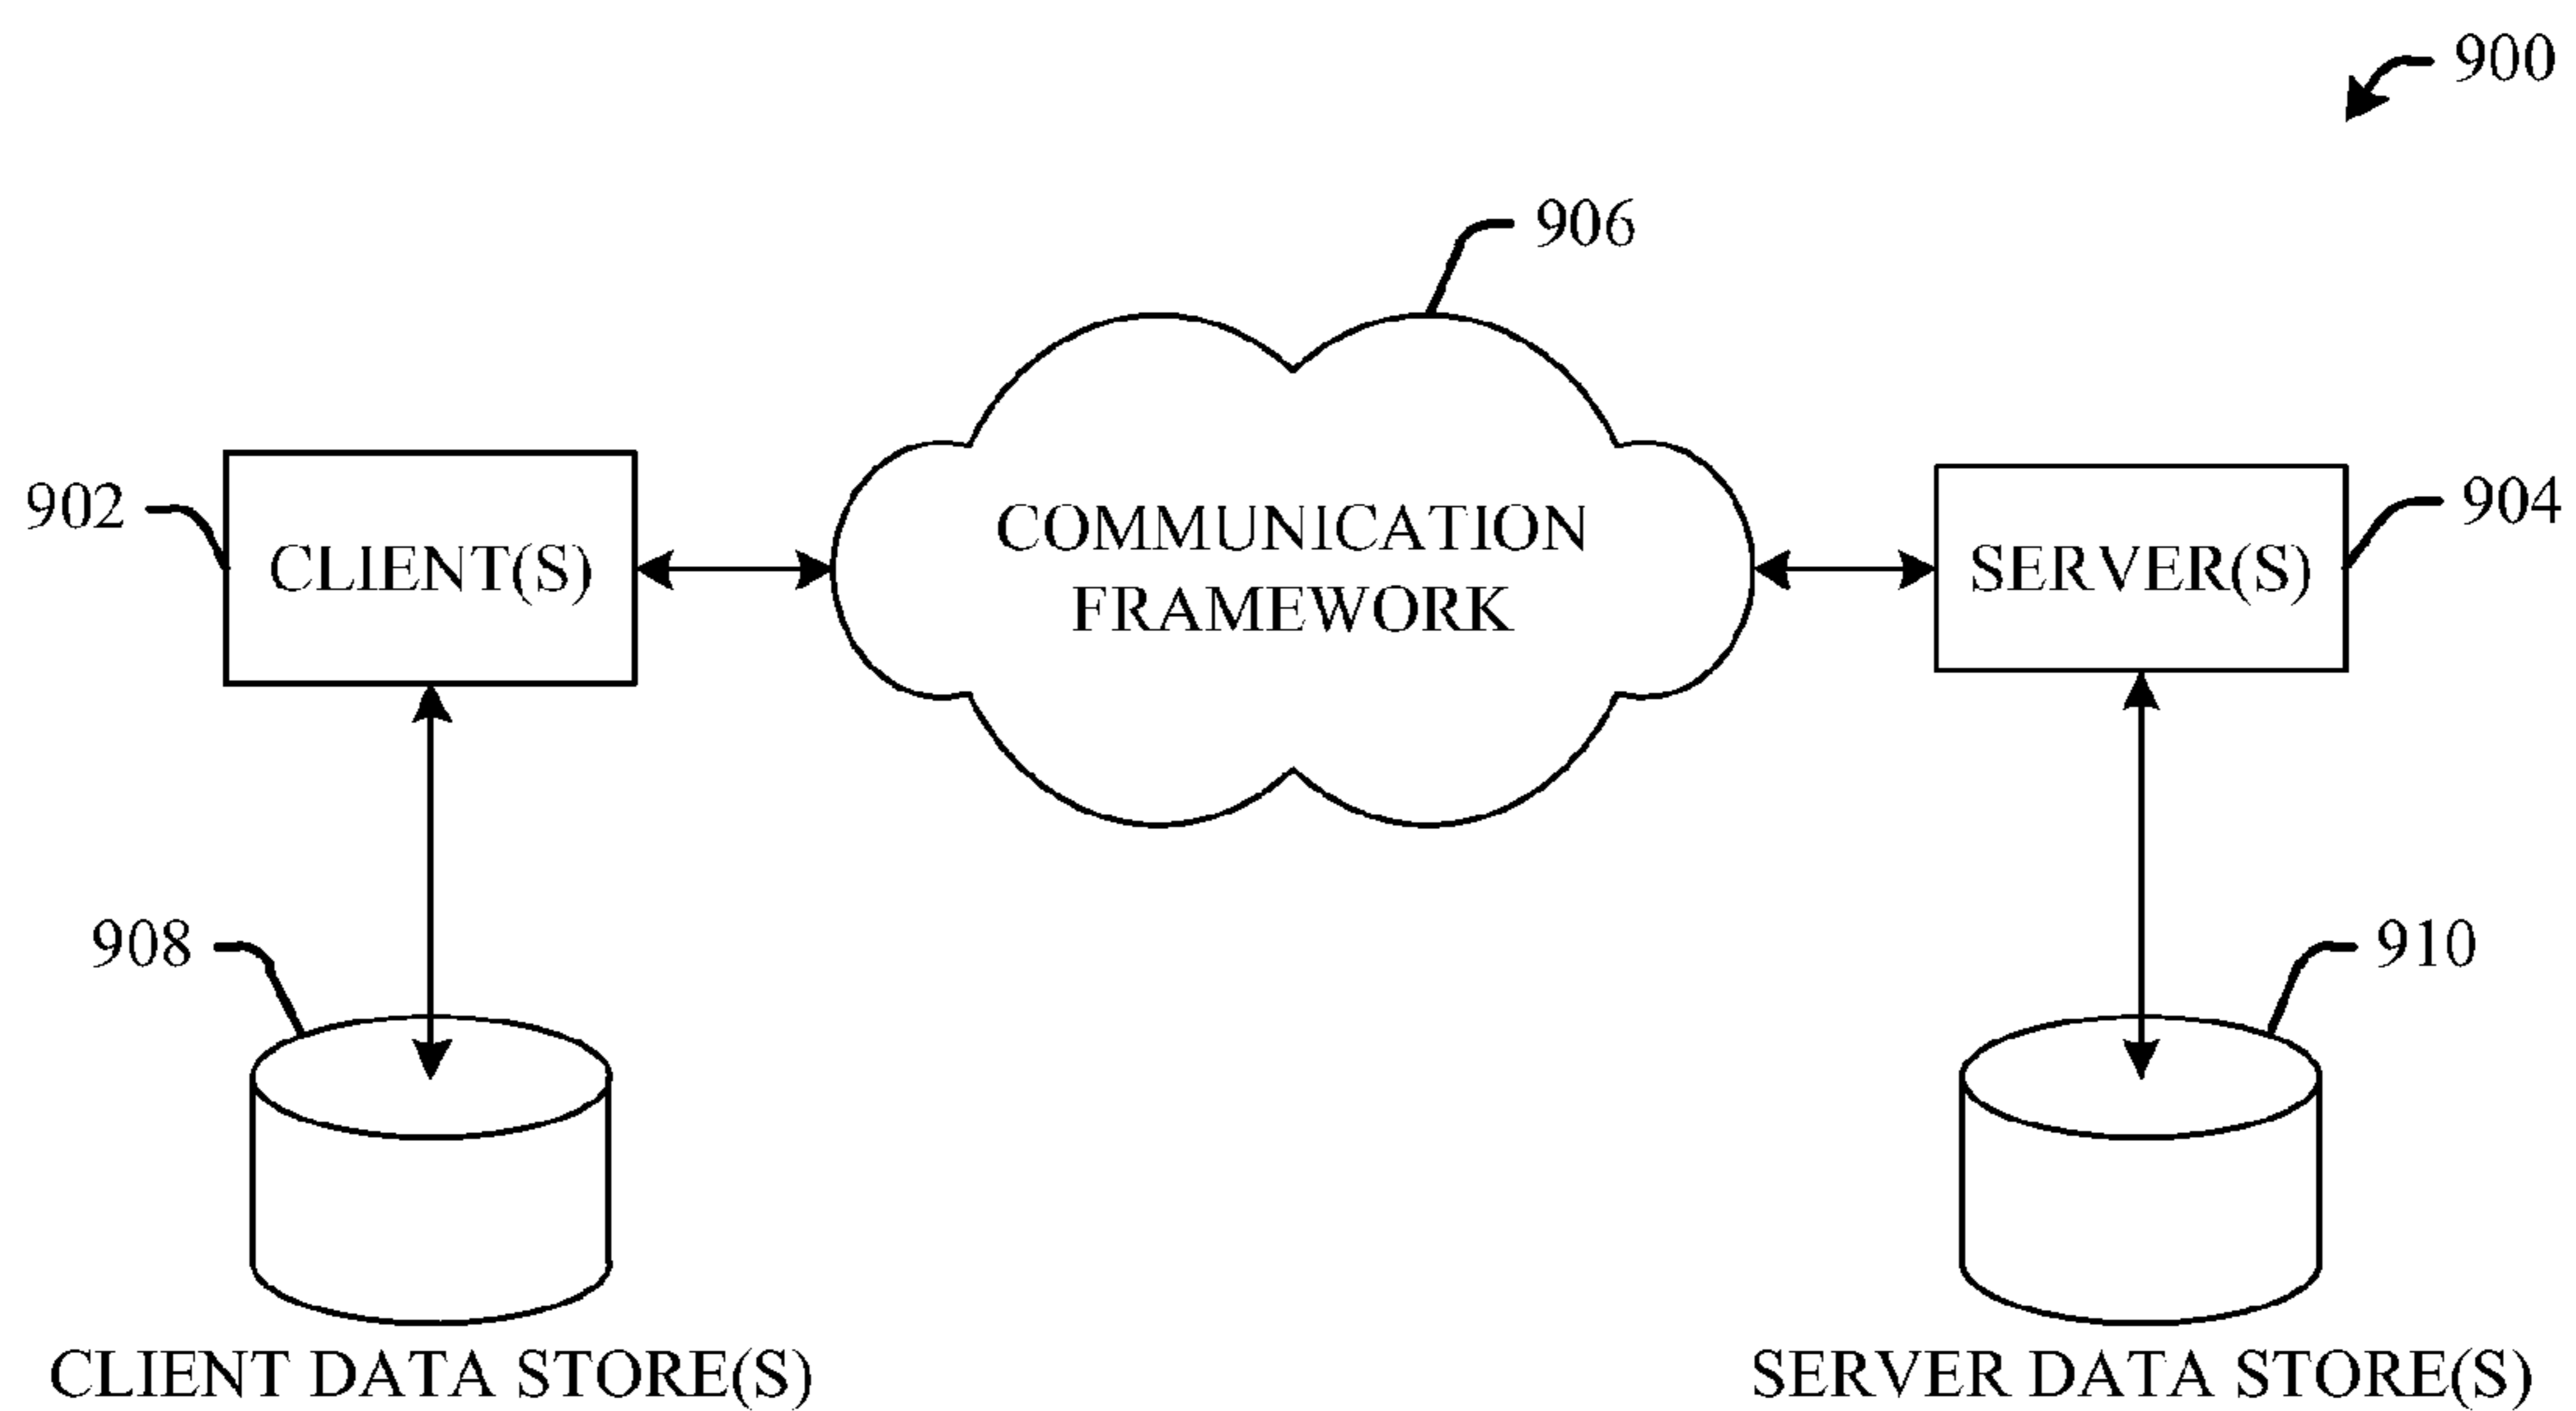 900
906
902
CLIENT(S)
COMMUNICATION
FRAMEWORK
SERVER(S)
904
908
910
CLIENT DATA STORE(S)
SERVER DATA STORE(S)